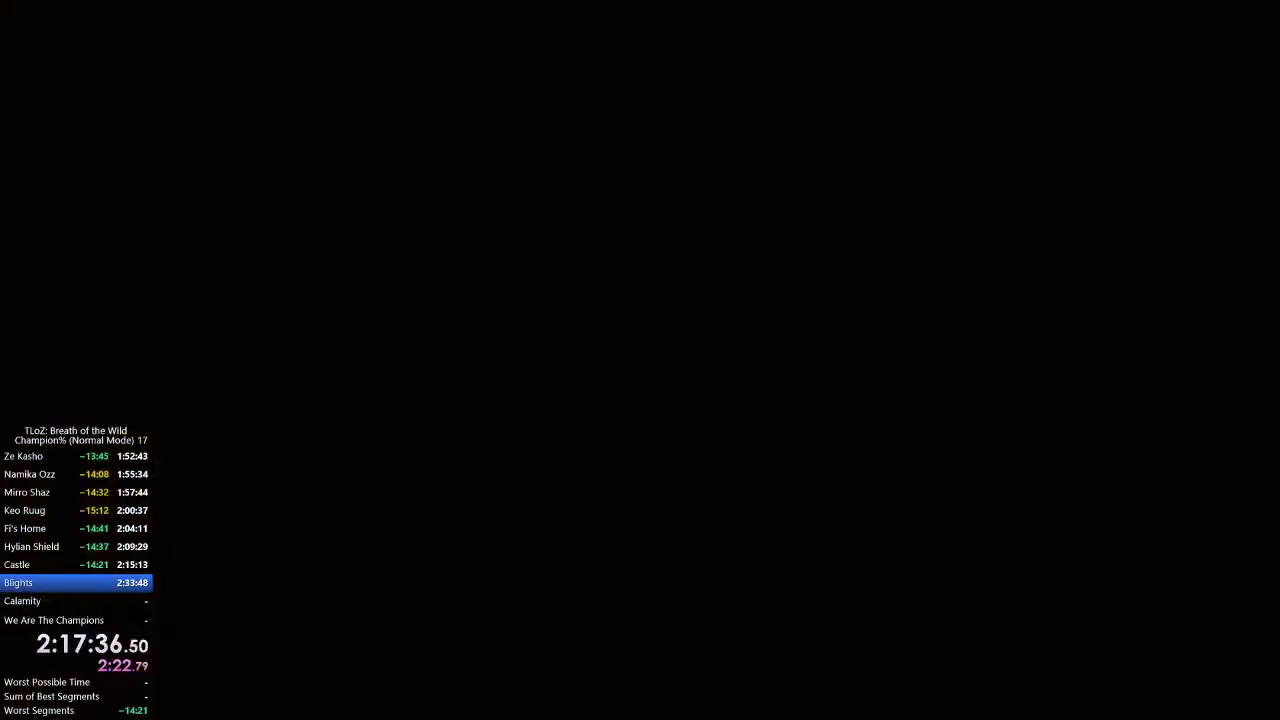 TLoZ: Breath of the Wild
Champion% (Normal Mode) 17
Ze Kasho −13:45 1:52:43
Namika Ozz −14:08 1:55:34
Mirro Shaz −14:32 1:57:44
Keo Ruug −15:12 2:00:37
Fi's Home −14:41 2:04:11
Hylian Shield −14:37 2:09:29
Castle −14:21 2:15:13
Blights 2:33:48
Calamity -
We Are The Champions -
2:17:36.50
2:22.79
Worst Possible Time -
Sum of Best Segments -
Worst Segments −14:21